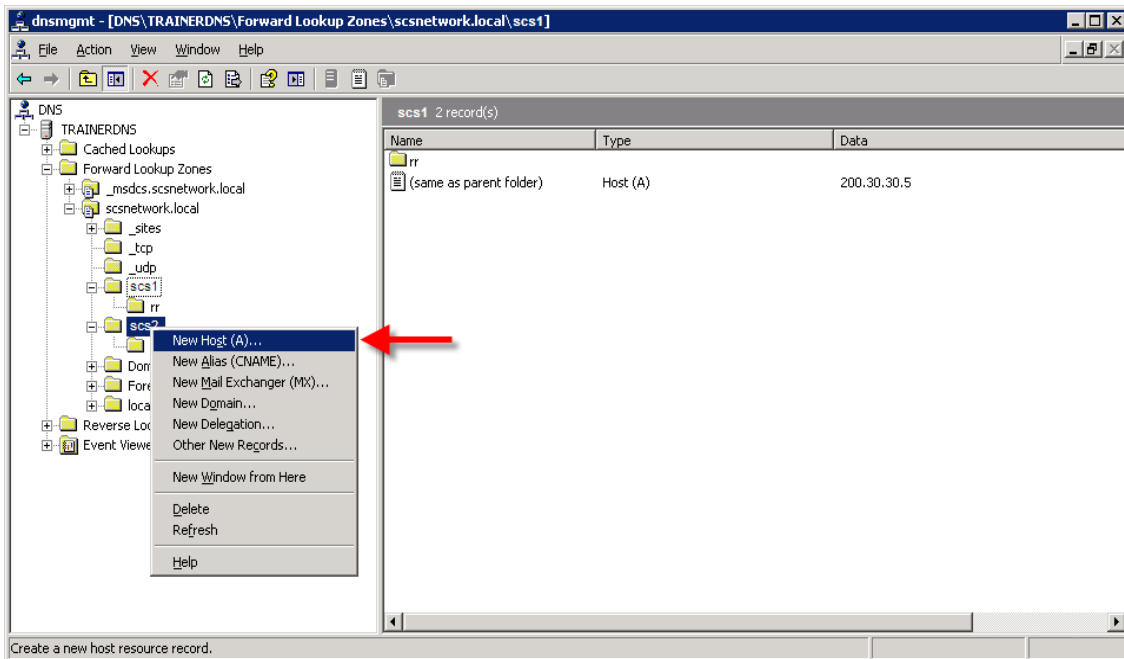 dnsmgmt - [DNS\TRAINERDNS\Forward Lookup Zones\scsnetwork.local\scs1]
File Action View Window Help
DNS
TRAINERDNS
Cached Lookups
Forward Lookup Zones
_msdcs.scsnetwork.local
scsnetwork.local
_sites
_tcp
_udp
scs1
rr
scs2
Dom
Fore
loca
Reverse Loo
Event Viewe
New Host (A)...
New Alias (CNAME)...
New Mail Exchanger (MX)...
New Domain...
New Delegation...
Other New Records...
New Window from Here
Delete
Refresh
Help
scs1 2 record(s)
Name Type Data
rr
(same as parent folder) Host (A) 200.30.30.5
Create a new host resource record.